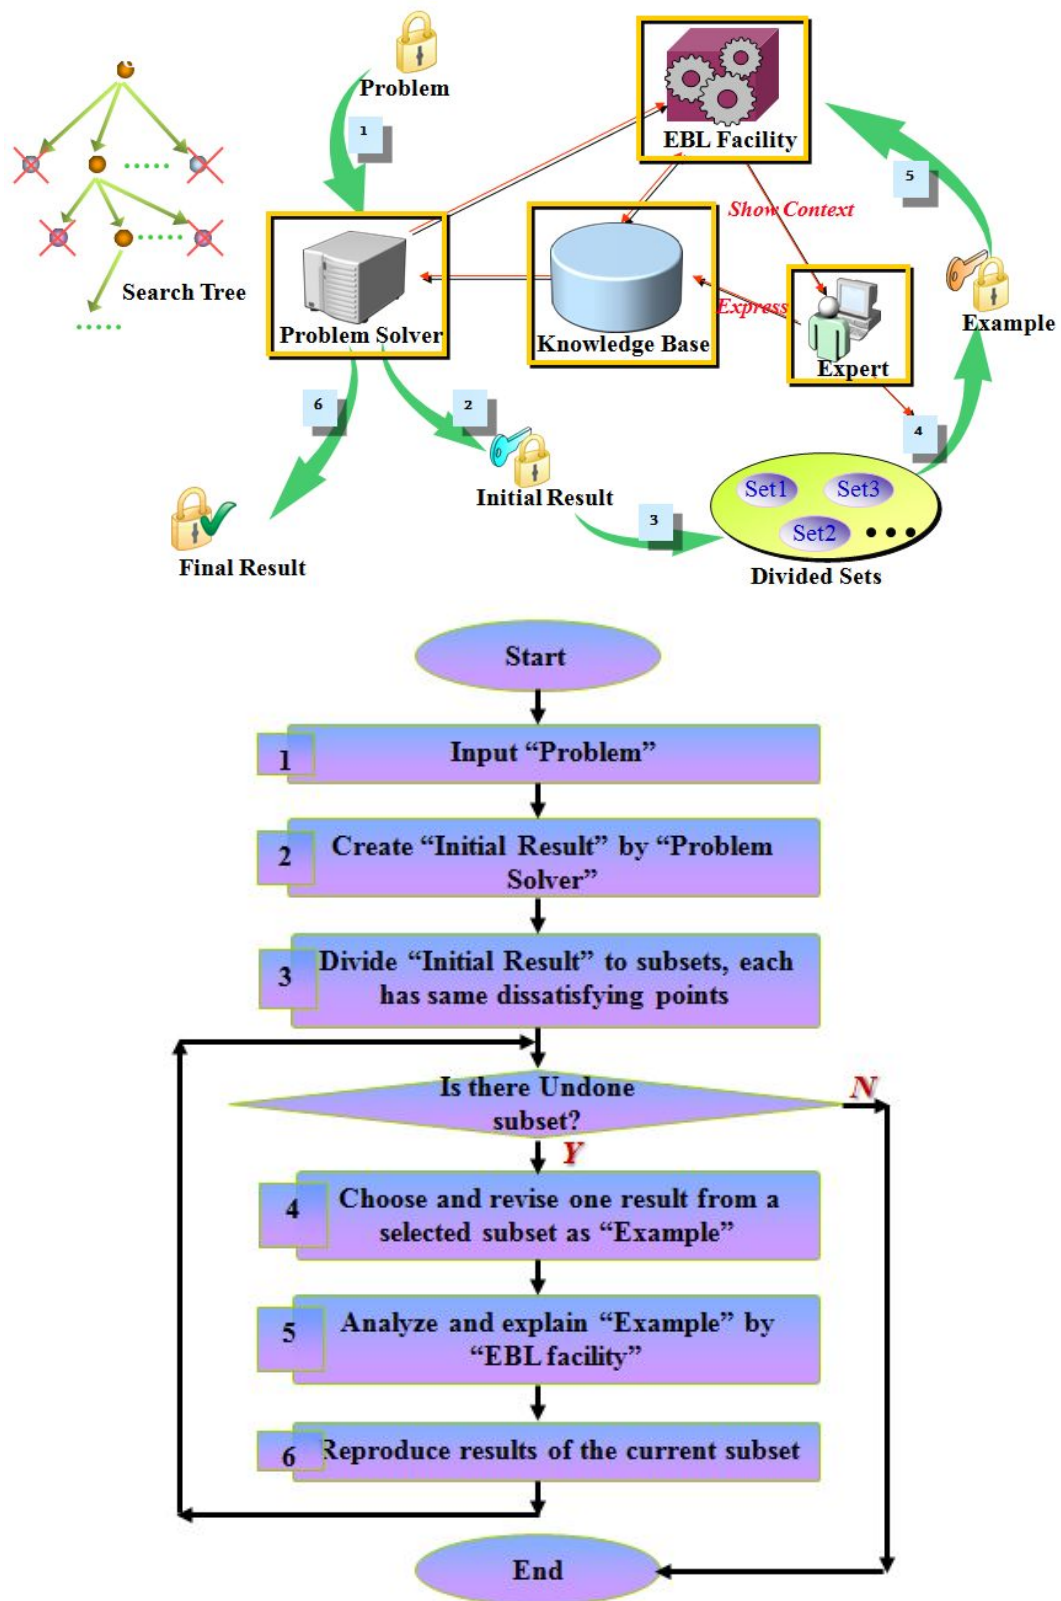 Problem
1
EBL Facility
5
Show Context
Search Tree
Problem Solver
Knowledge Base
Express
Expert
Example
6
2
4
Initial Result
3
Set1
Set3
Set2
Final Result
Divided Sets
Start
1
Input “Problem”
2
Create “Initial Result” by “Problem
Solver”
3
Divide “Initial Result” to subsets, each
has same dissatisfying points
Is there Undone
subset?
N
Y
4
Choose and revise one result from a
selected subset as “Example”
5
Analyze and explain “Example” by
“EBL facility”
6
Reproduce results of the current subset
End